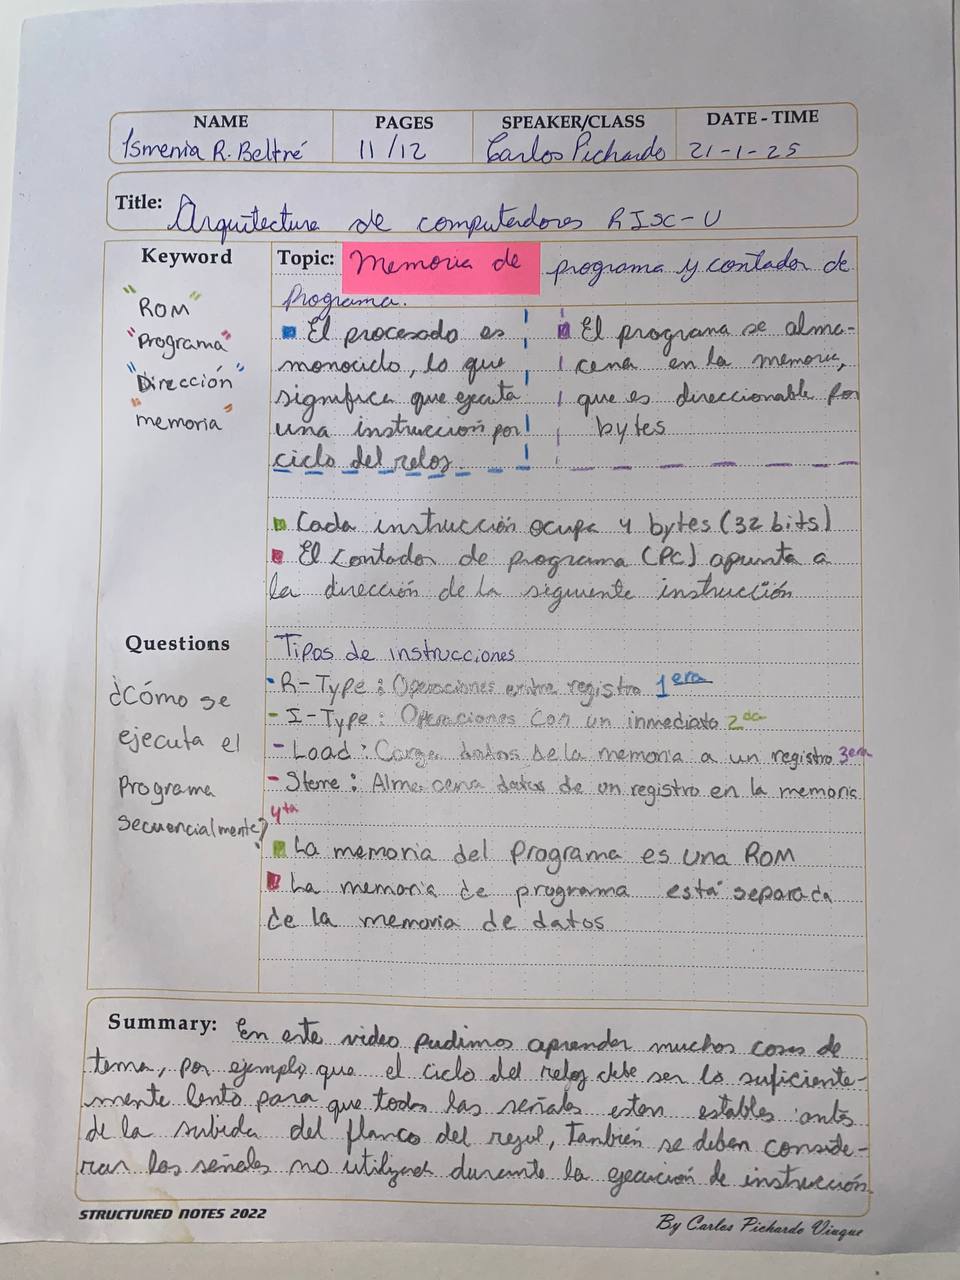 NAME PAGES SPEAKER/CLASS DATE - TIME
Ismenia R. Beltré 11/12 Carlos Pichardo 21-1-25
Title: Arquitectura de computadores RISC-U
Keyword
"ROM"
"Programa"
"Dirección"
"memoria"
Topic: Memoria de programa y contador de
programa.
El procesado es
monociclo, lo que
significa que ejecuta
una instrucción por
ciclo del reloj.
El programa se alma-
cena en la memoria,
que es direccionable por
bytes
Cada instrucción ocupa 4 bytes (32 bits)
El contador de programa (PC) apunta a
la dirección de la siguiente instrucción
Questions
¿Cómo se
ejecuta el
Programa
secuencialmente?
Tipos de instrucciones
- R-Type: Operaciones entre registro 1era
- I-Type: Operaciones con un inmediato 2da
- Load: Carga datos de la memoria a un registro 3era
- Storre: Almacena datos de un registro en la memoria
4ta
La memoria del programa es una ROM
La memoria de programa está separada
de la memoria de datos
Summary: En este video pudimos aprender muchos cosas de
tema, por ejemplo que el ciclo del reloj debe ser lo suficiente-
mente lento para que todas las señales esten estables antes
de la subida del flanco del , también se deben conside-
rar las señales no utilizadas durante la ejecución de instrucción.
STRUCTURED NOTES 2022
By Carlos Pichardo Viuque